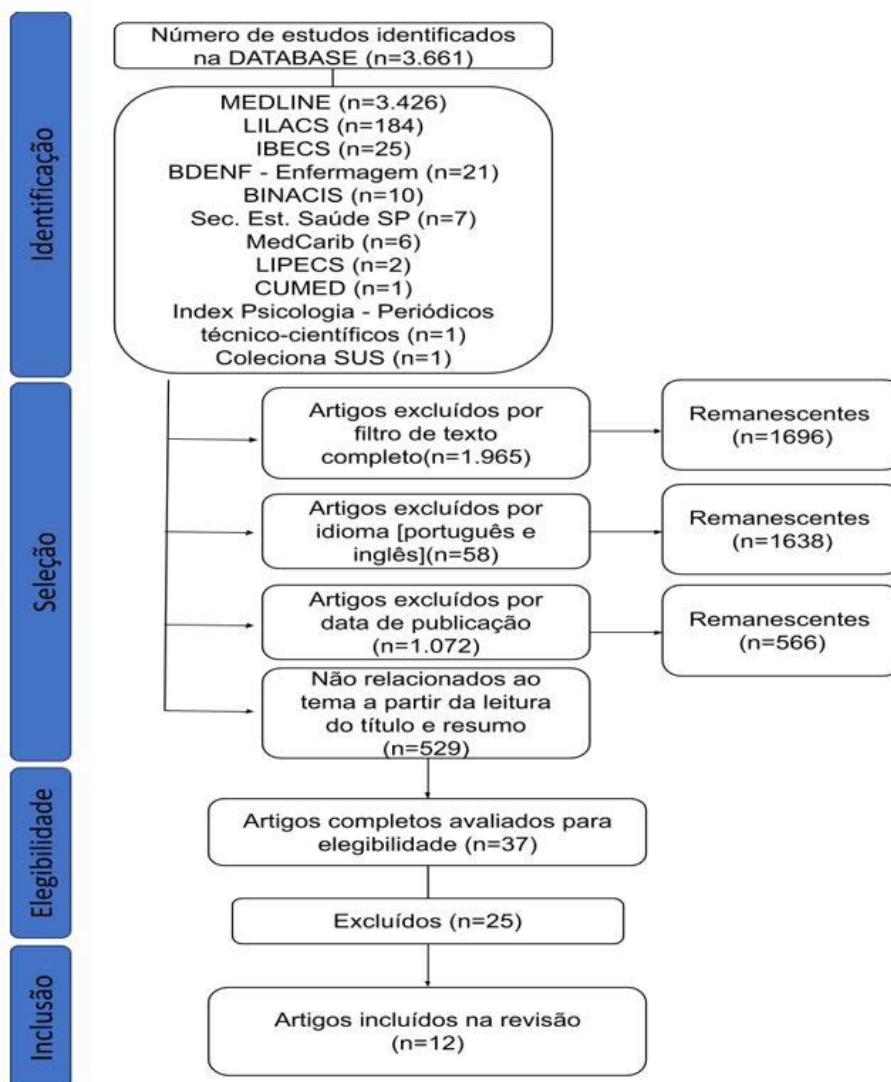 Identificação
Número de estudos identificados
na DATABASE (n=3.661)
MEDLINE (n=3.426)
LILACS (n=184)
IBECS (n=25)
BDENF - Enfermagem (n=21)
BINACIS (n=10)
Sec. Est. Saúde SP (n=7)
MedCarib (n=6)
LIPECS (n=2)
CUMED (n=1)
Index Psicologia - Periódicos
técnico-científicos (n=1)
Coleciona SUS (n=1)
Seleção
Artigos excluídos por
filtro de texto
completo(n=1.965)
Remanescentes
(n=1696)
Artigos excluídos por
idioma [português e
inglês](n=58)
Remanescentes
(n=1638)
Artigos excluídos por
data de publicação
(n=1.072)
Remanescentes
(n=566)
Não relacionados ao
tema a partir da leitura
do título e resumo
(n=529)
Elegibilidade
Artigos completos avaliados para
elegibilidade (n=37)
Excluídos (n=25)
Inclusão
Artigos incluídos na revisão
(n=12)